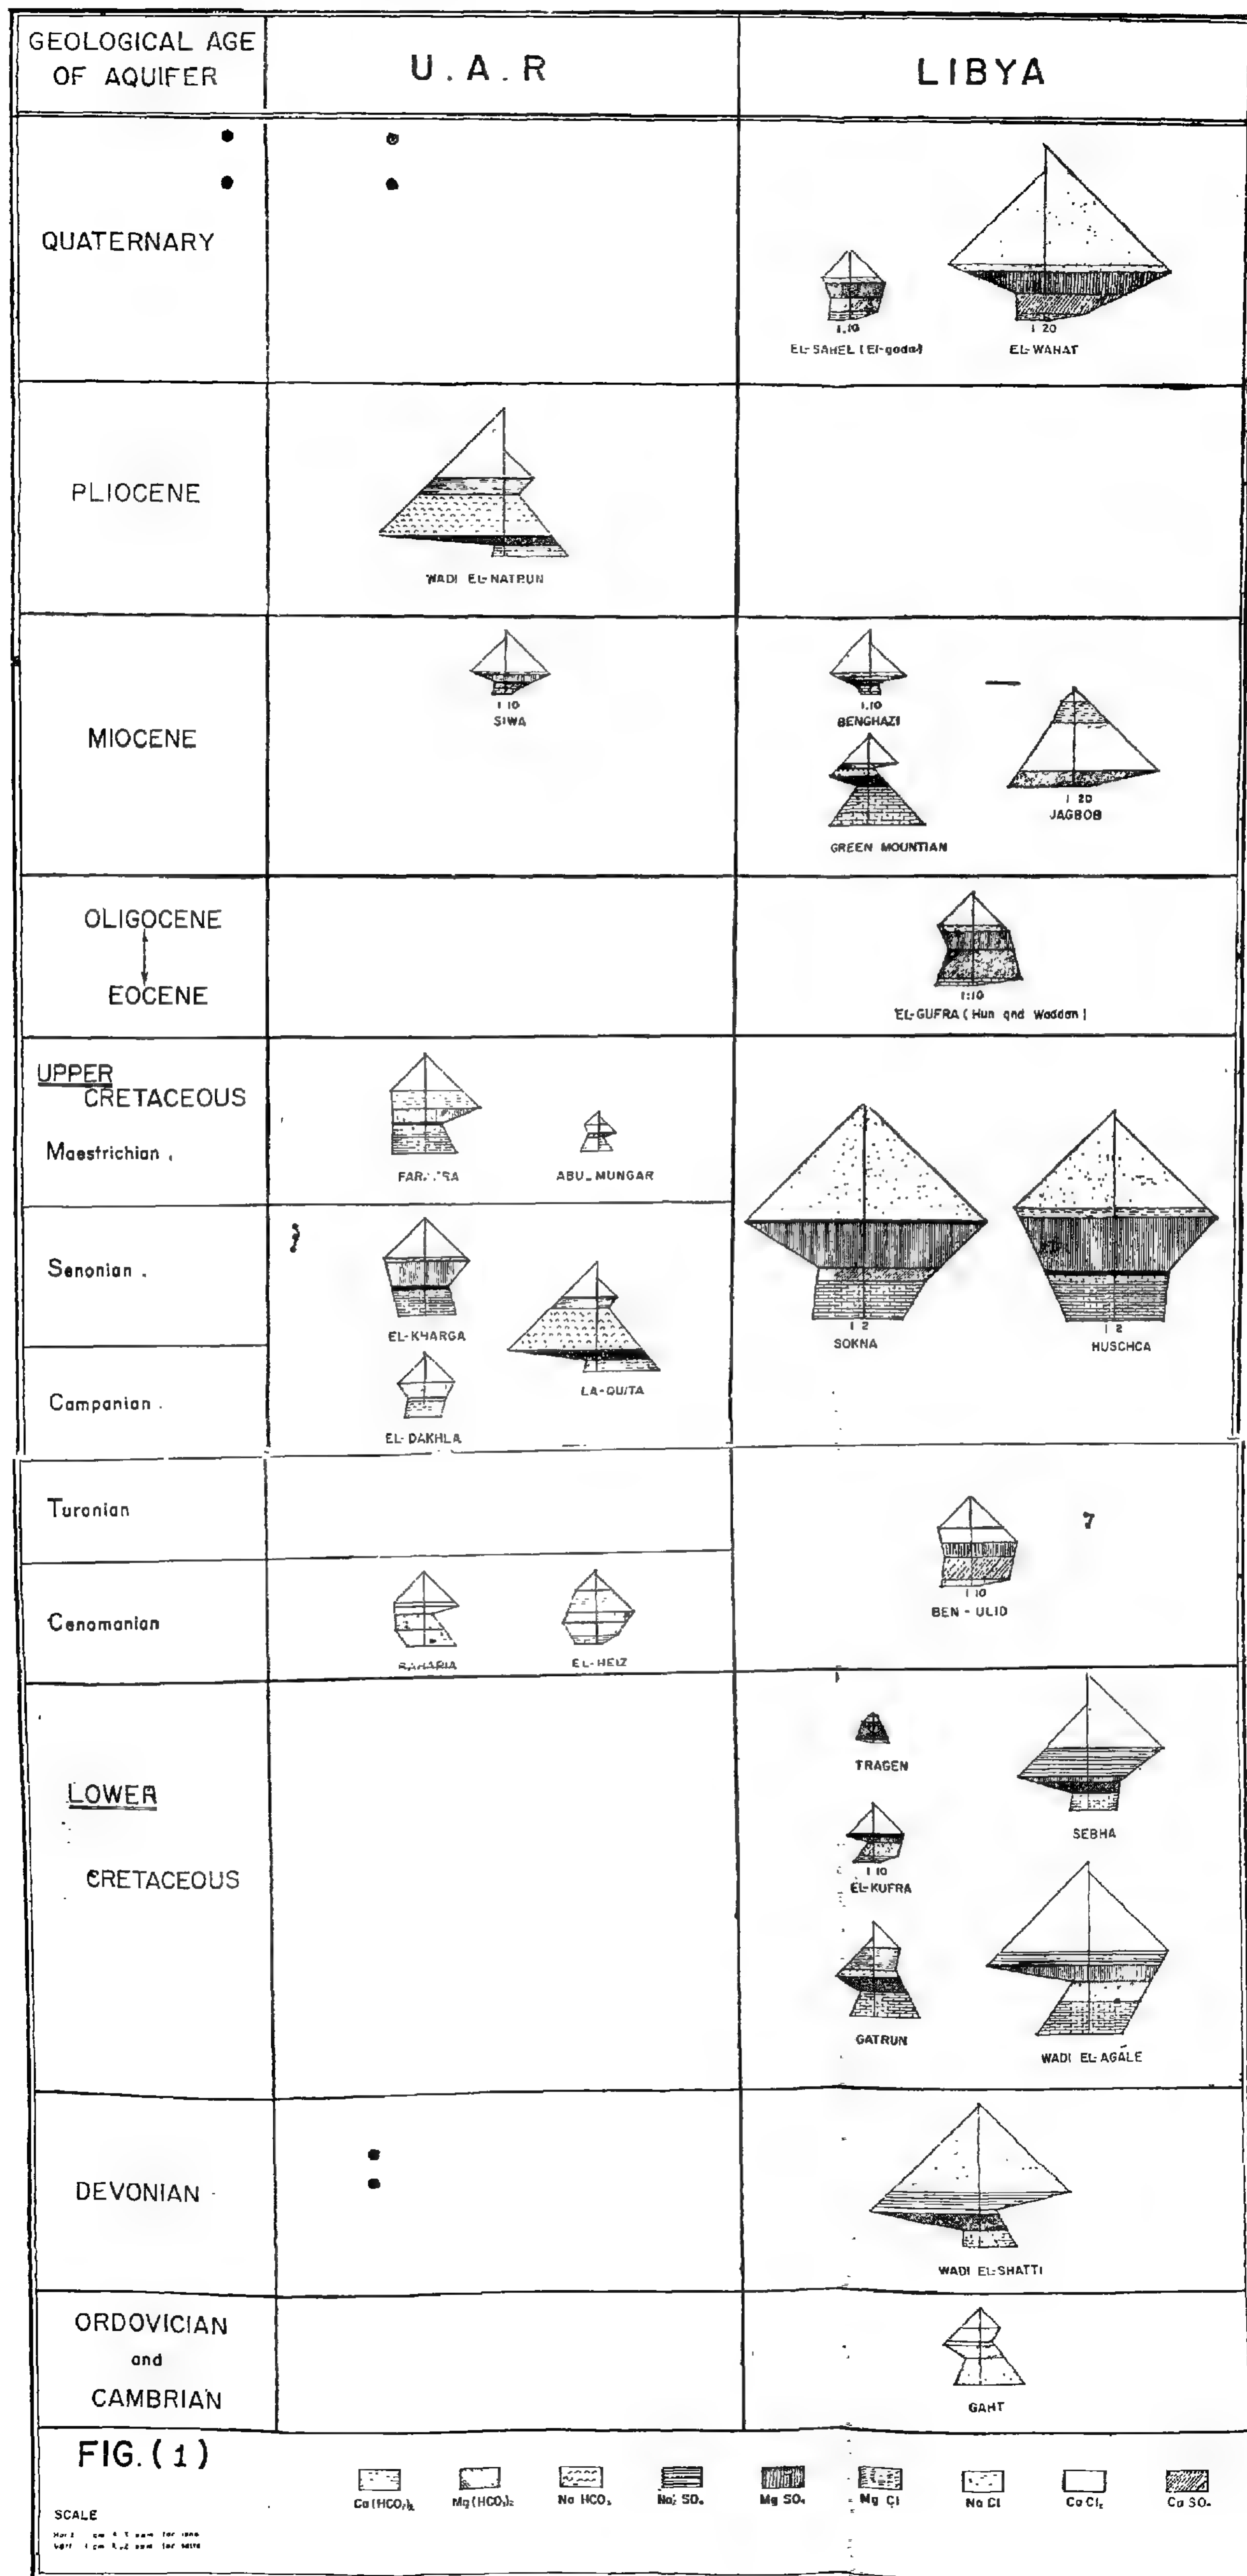 GEOLOGICAL AGE
OF AQUIFER
U.A.R
LIBYA
QUATERNARY
1:10
EL-SAHEL (El-goda)
1 20
EL-WAHAT
PLIOCENE
WADI EL-NATRUN
MIOCENE
1 10
SIWA
1:10
BENGHAZI
GREEN MOUNTIAN
1 20
JAGBOB
OLIGOCENE
EOCENE
1:10
EL-GUFRA (Hun and Waddan)
UPPER
CRETACEOUS
Maestrichian .
ABU_MUNGAR
Senonian .
EL-KHARGA
LA-QUITA
1 2
SOKNA
1 2
HUSCHCA
Campanian .
EL-DAKHLA
Turonian
7
Cenomanian
BAHARIA
EL-HEIZ
1 10
BEN - ULID
LOWER
CRETACEOUS
TRAGEN
SEBHA
1 10
EL-KUFRA
GATRUN
WADI EL-AGALE
DEVONIAN
WADI EL-SHATTI
ORDOVICIAN
and
CAMBRIAN
GAHT
FIG. (1)
Ca (HCO₃)₂
Mg (HCO₃)₂
Na HCO₃
Na₂ SO₄
Mg SO₄
Mg Cl
Na Cl
Ca Cl₂
Ca SO₄
SCALE